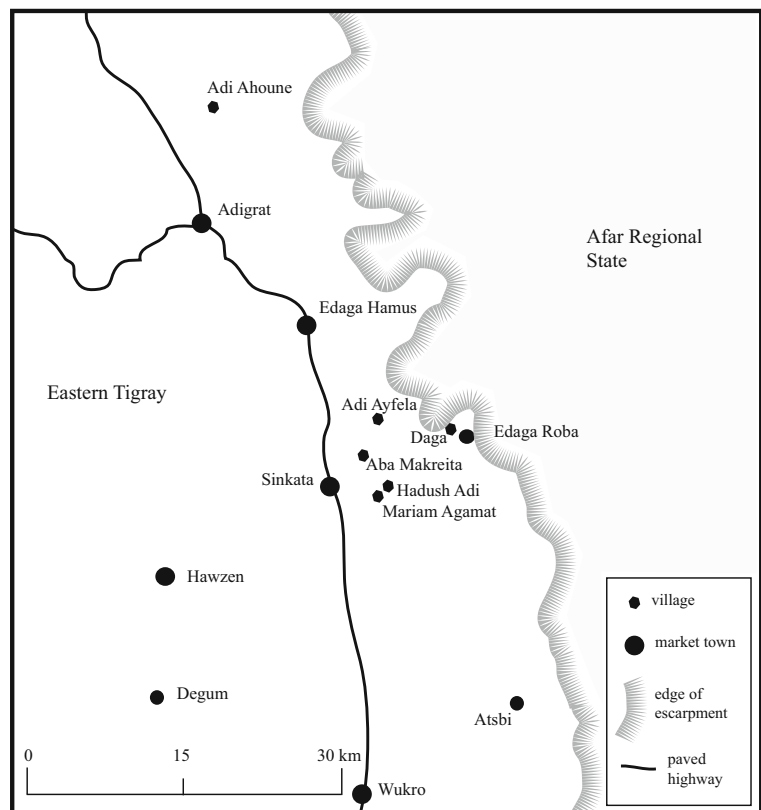 Adi Ahoune
Adigrat
Afar Regional
State
Edaga Hamus
Eastern Tigray
Adi Ayfela
Daga
Edaga Roba
Aba Makreita
Sinkata
Hadush Adi
Mariam Agamat
Hawzen
Degum
Atsbi
0 15 30 km
Wukro
village
market town
edge of
escarpment
paved
highway